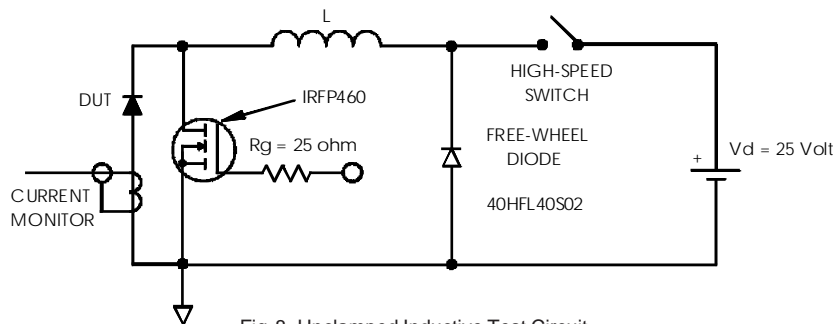 L
HIGH-SPEED
SWITCH
DUT
IRFP460
Rg = 25 ohm
FREE-WHEEL
DIODE
+
Vd = 25 Volt
CURRENT
MONITOR
40HFL40S02
Fig. 8 - Unclamped Inductive Test Circuit